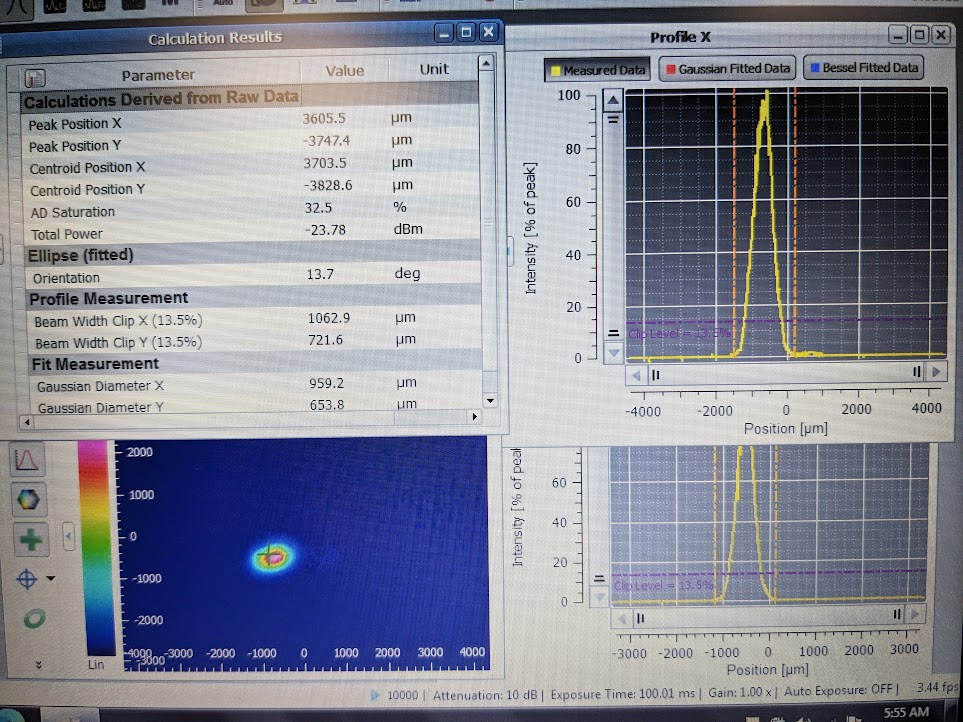 Auto
Calculation Results
Parameter Value Unit
Calculations Derived from Raw Data
Peak Position X 3605.5 µm
Peak Position Y -3747.4 µm
Centroid Position X 3703.5 µm
Centroid Position Y -3828.6 µm
AD Saturation 32.5 %
Total Power -23.78 dBm
Ellipse (fitted)
Orientation 13.7 deg
Profile Measurement
Beam Width Clip X (13.5%) 1062.9 µm
Beam Width Clip Y (13.5%) 721.6 µm
Fit Measurement
Gaussian Diameter X 959.2 µm
Gaussian Diameter Y 653.8 µm
Profile X
Measured Data Gaussian Fitted Data Bessel Fitted Data
Intensity [% of peak]
100
80
60
40
20
0
Clip Level = 13.5%
-4000 -2000 0 2000 4000
Position [µm]
2000
1000
0
-1000
-2000
-3000
-4000 -3000 -2000 -1000 0 1000 2000 3000 4000
Lin
Intensity [% of peak
60
40
20
0
Clip Level = 13.5%
-3000 -2000 -1000 0 1000 2000 3000
Position [µm]
10000 | Attenuation: 10 dB | Exposure Time: 100.01 ms | Gain: 1.00 x | Auto Exposure: OFF | 3.44 fps
5:55 AM